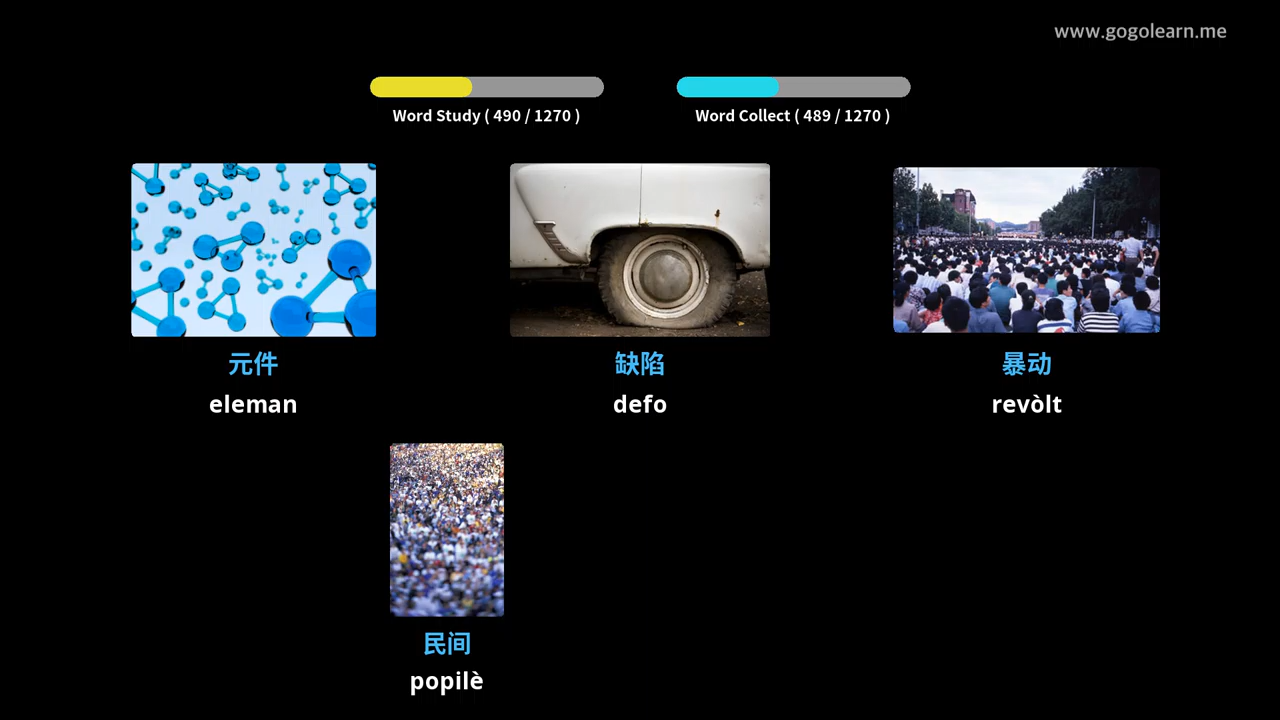 www.gogolearn.me
Word Study ( 490 / 1270 )
Word Collect ( 489 / 1270 )
元件
缺陷
暴动
eleman
defo
revòlt
民间
popilè